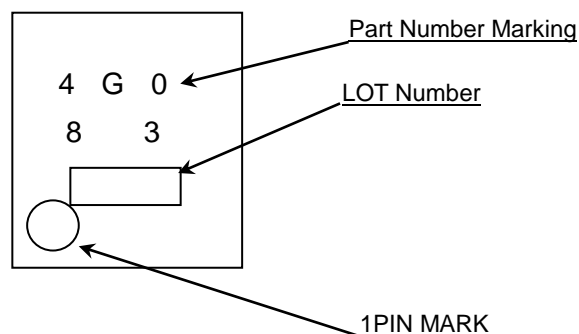 Part Number Marking
4 G 0
LOT Number
8 3
1PIN MARK